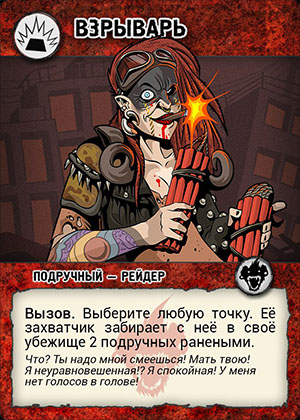 ВЗРЫВАРЬ
ПОДРУЧНЫЙ — РЕЙДЕР
Вызов. Выберите любую точку. Её
захватчик забирает с неё в своё
убежище 2 подручных ранеными.
Что? Ты надо мной смеешься! Мать твою!
Я неуравновешенная!? Я спокойная! У меня
нет голосов в голове!